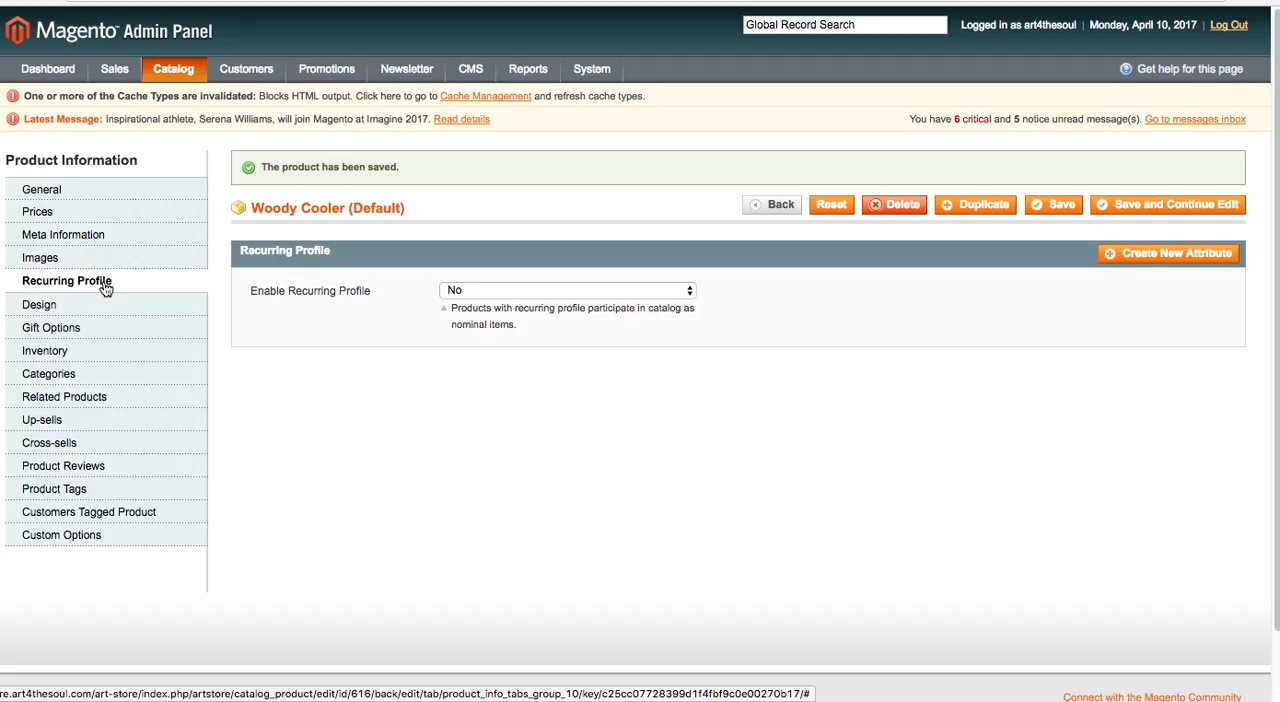 Magento™ Admin Panel
Global Record Search
Logged in as art4thesoul | Monday, April 10, 2017 | Log Out
Dashboard Sales Catalog Customers Promotions Newsletter CMS Reports System
Get help for this page
One or more of the Cache Types are invalidated: Blocks HTML output. Click here to go to Cache Management and refresh cache types.
Latest Message: Inspirational athlete, Serena Williams, will join Magento at Imagine 2017. Read details
You have 6 critical and 5 notice unread message(s). Go to messages inbox
Product Information
General
Prices
Meta Information
Images
Recurring Profile
Design
Gift Options
Inventory
Categories
Related Products
Up-sells
Cross-sells
Product Reviews
Product Tags
Customers Tagged Product
Custom Options
The product has been saved.
Woody Cooler (Default)
Back Reset Delete Duplicate Save Save and Continue Edit
Recurring Profile
Create New Attribute
Enable Recurring Profile
No
Products with recurring profile participate in catalog as
nominal items.
re.art4thesoul.com/art-store/index.php/artstore/catalog_product/edit/id/616/back/edit/tab/product_info_tabs_group_10/key/c25cc07728399d1f4fbf9c0e00270b17/#
Connect with the Magento Community